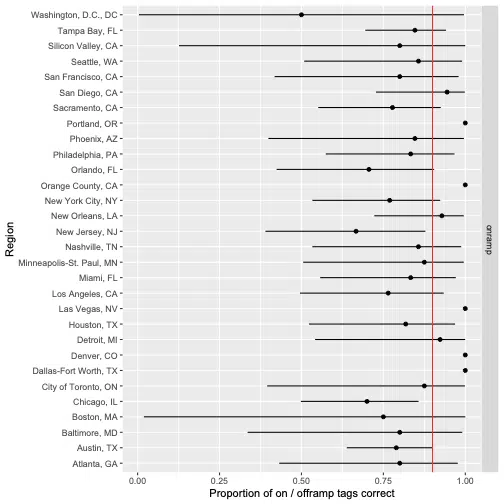 Washington, D.C., DC
Tampa Bay, FL
Silicon Valley, CA
Seattle, WA
San Francisco, CA
San Diego, CA
Sacramento, CA
Portland, OR
Phoenix, AZ
Philadelphia, PA
Orlando, FL
Orange County, CA
New York City, NY
New Orleans, LA
New Jersey, NJ
Nashville, TN
Minneapolis-St. Paul, MN
Miami, FL
Los Angeles, CA
Las Vegas, NV
Houston, TX
Detroit, MI
Denver, CO
Dallas-Fort Worth, TX
City of Toronto, ON
Chicago, IL
Boston, MA
Baltimore, MD
Austin, TX
Atlanta, GA
Region
onramp
0.00 0.25 0.50 0.75 1.00
Proportion of on / offramp tags correct